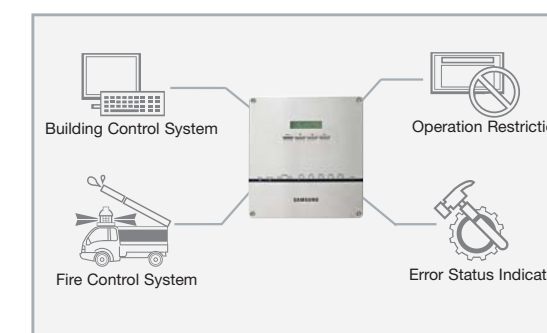 Building Control System
Operation Restrictio
SAMSUNG
Fire Control System
Error Status Indicat